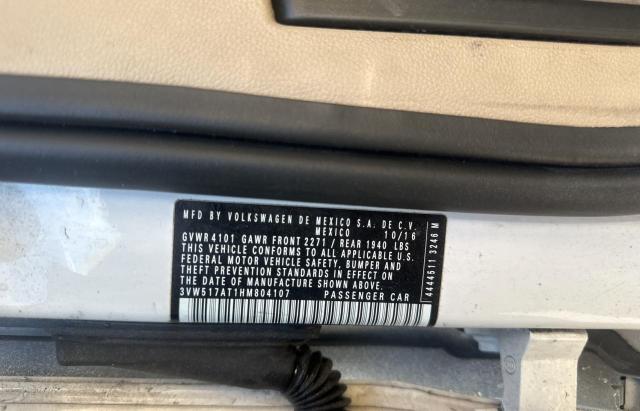 MFD BY VOLKSWAGEN DE MEXICO S.A. DE C.V.
MEXICO 10/16
GVWR 4101 GAWR FRONT 2271 / REAR 1940 LBS
THIS VEHICLE CONFORMS TO ALL APPLICABLE U.S.
FEDERAL MOTOR VEHICLE SAFETY, BUMPER AND
THEFT PREVENTION STANDARDS IN EFFECT ON
THE DATE OF MANUFACTURE SHOWN ABOVE.
3VW517AT1HM804107 PASSENGER CAR
4444511 3246 M